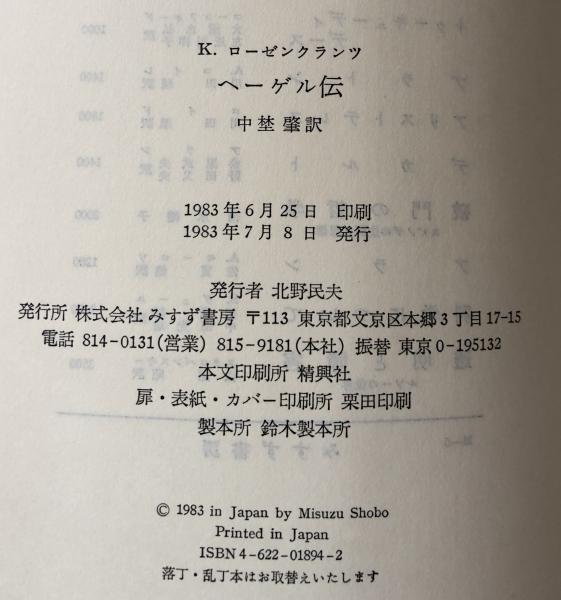 K. ローゼンクランツ
ヘーゲル伝
中埜 肇訳
1983年6月25日 印刷
1983年7月8日 発行
発行者 北野民夫
発行所 株式会社 みすず書房 〒113 東京都文京区本郷3丁目17-15
電話 814-0131(営業) 815-9181(本社) 振替 東京0-195132
本文印刷所 精興社
扉・表紙・カバー印刷所 栗田印刷
製本所 鈴木製本所
© 1983 in Japan by Misuzu Shobo
Printed in Japan
ISBN4-622-01894-2
落丁・乱丁本はお取替えいたします